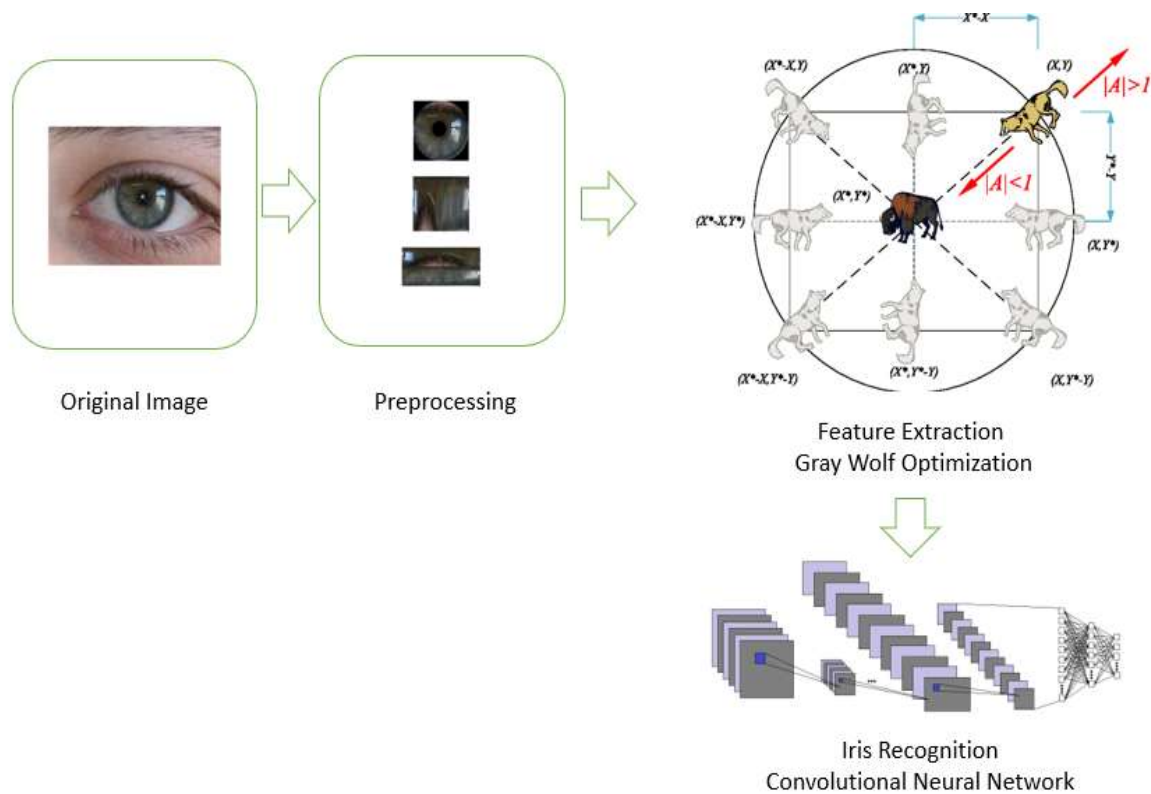 X*-X
(X*-X,Y)
(X*,Y)
(X,Y)
|A|>1
Y*-Y
|A|<1
(X*,Y*)
(X*-X,Y*)
(X,Y*)
(X*-X,Y*-Y)
(X*,Y*-Y)
(X,Y*-Y)
Original Image
Preprocessing
Feature Extraction
Gray Wolf Optimization
...
Iris Recognition
Convolutional Neural Network